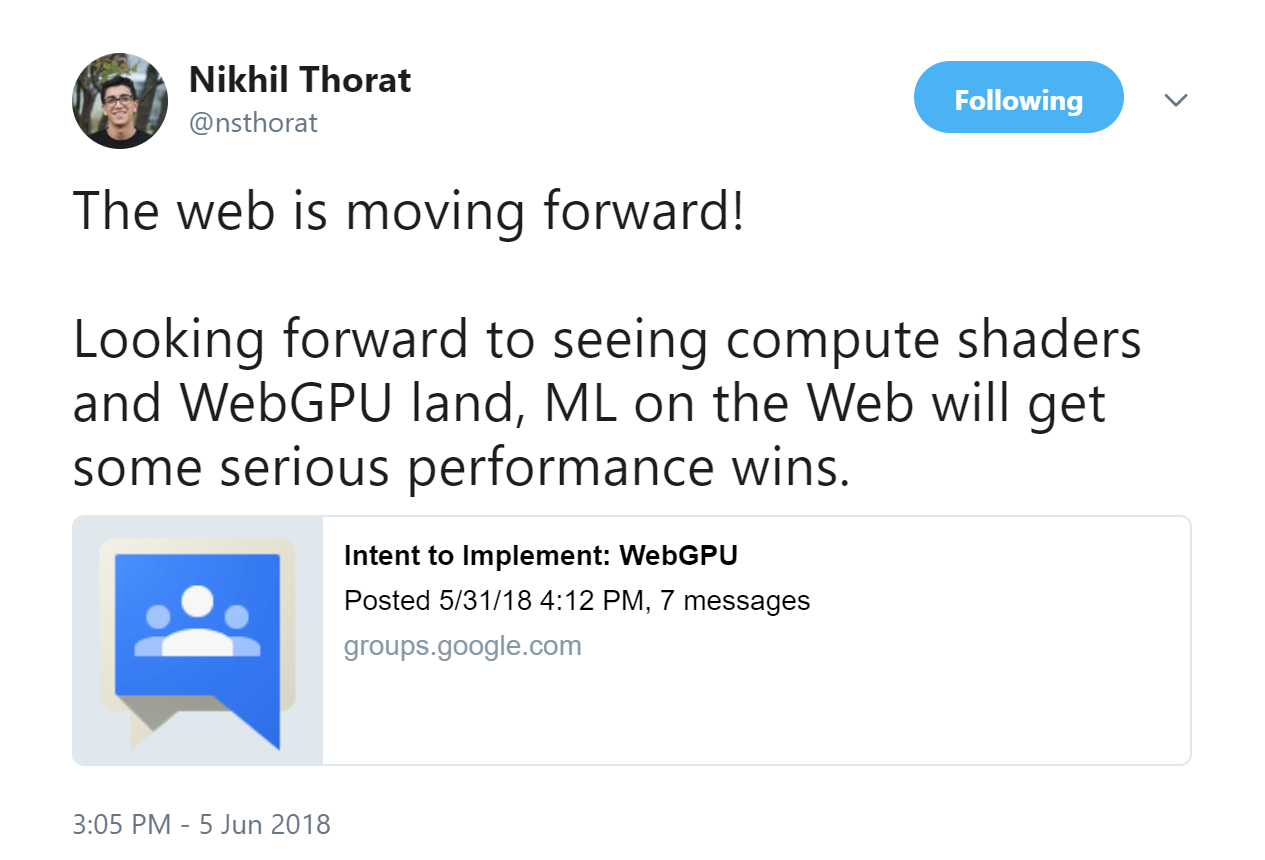 Nikhil Thorat
@nsthorat
Following
The web is moving forward!
Looking forward to seeing compute shaders
and WebGPU land, ML on the Web will get
some serious performance wins.
Intent to Implement: WebGPU
Posted 5/31/18 4:12 PM, 7 messages
groups.google.com
3:05 PM - 5 Jun 2018